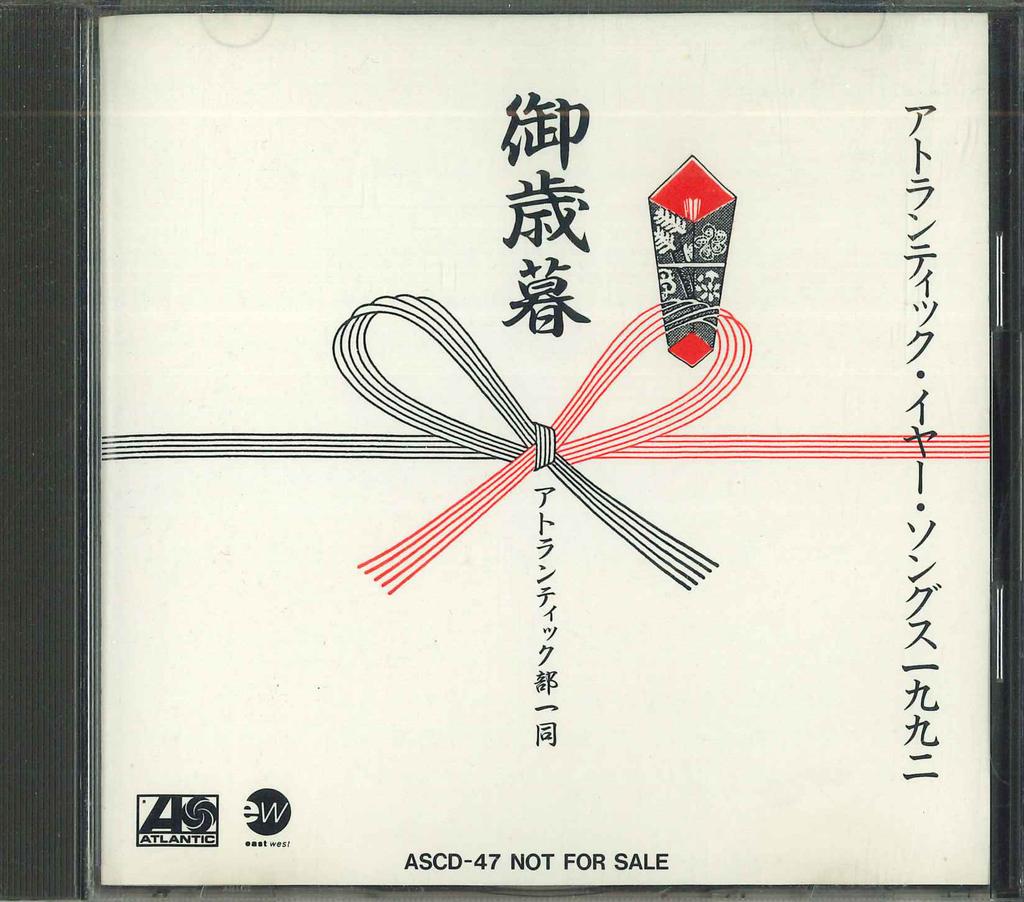 アトランティック・イヤー・ソングス一九九二
御歳暮
アトランティック部一同
ATLANTIC
ew
east west
ASCD-47 NOT FOR SALE